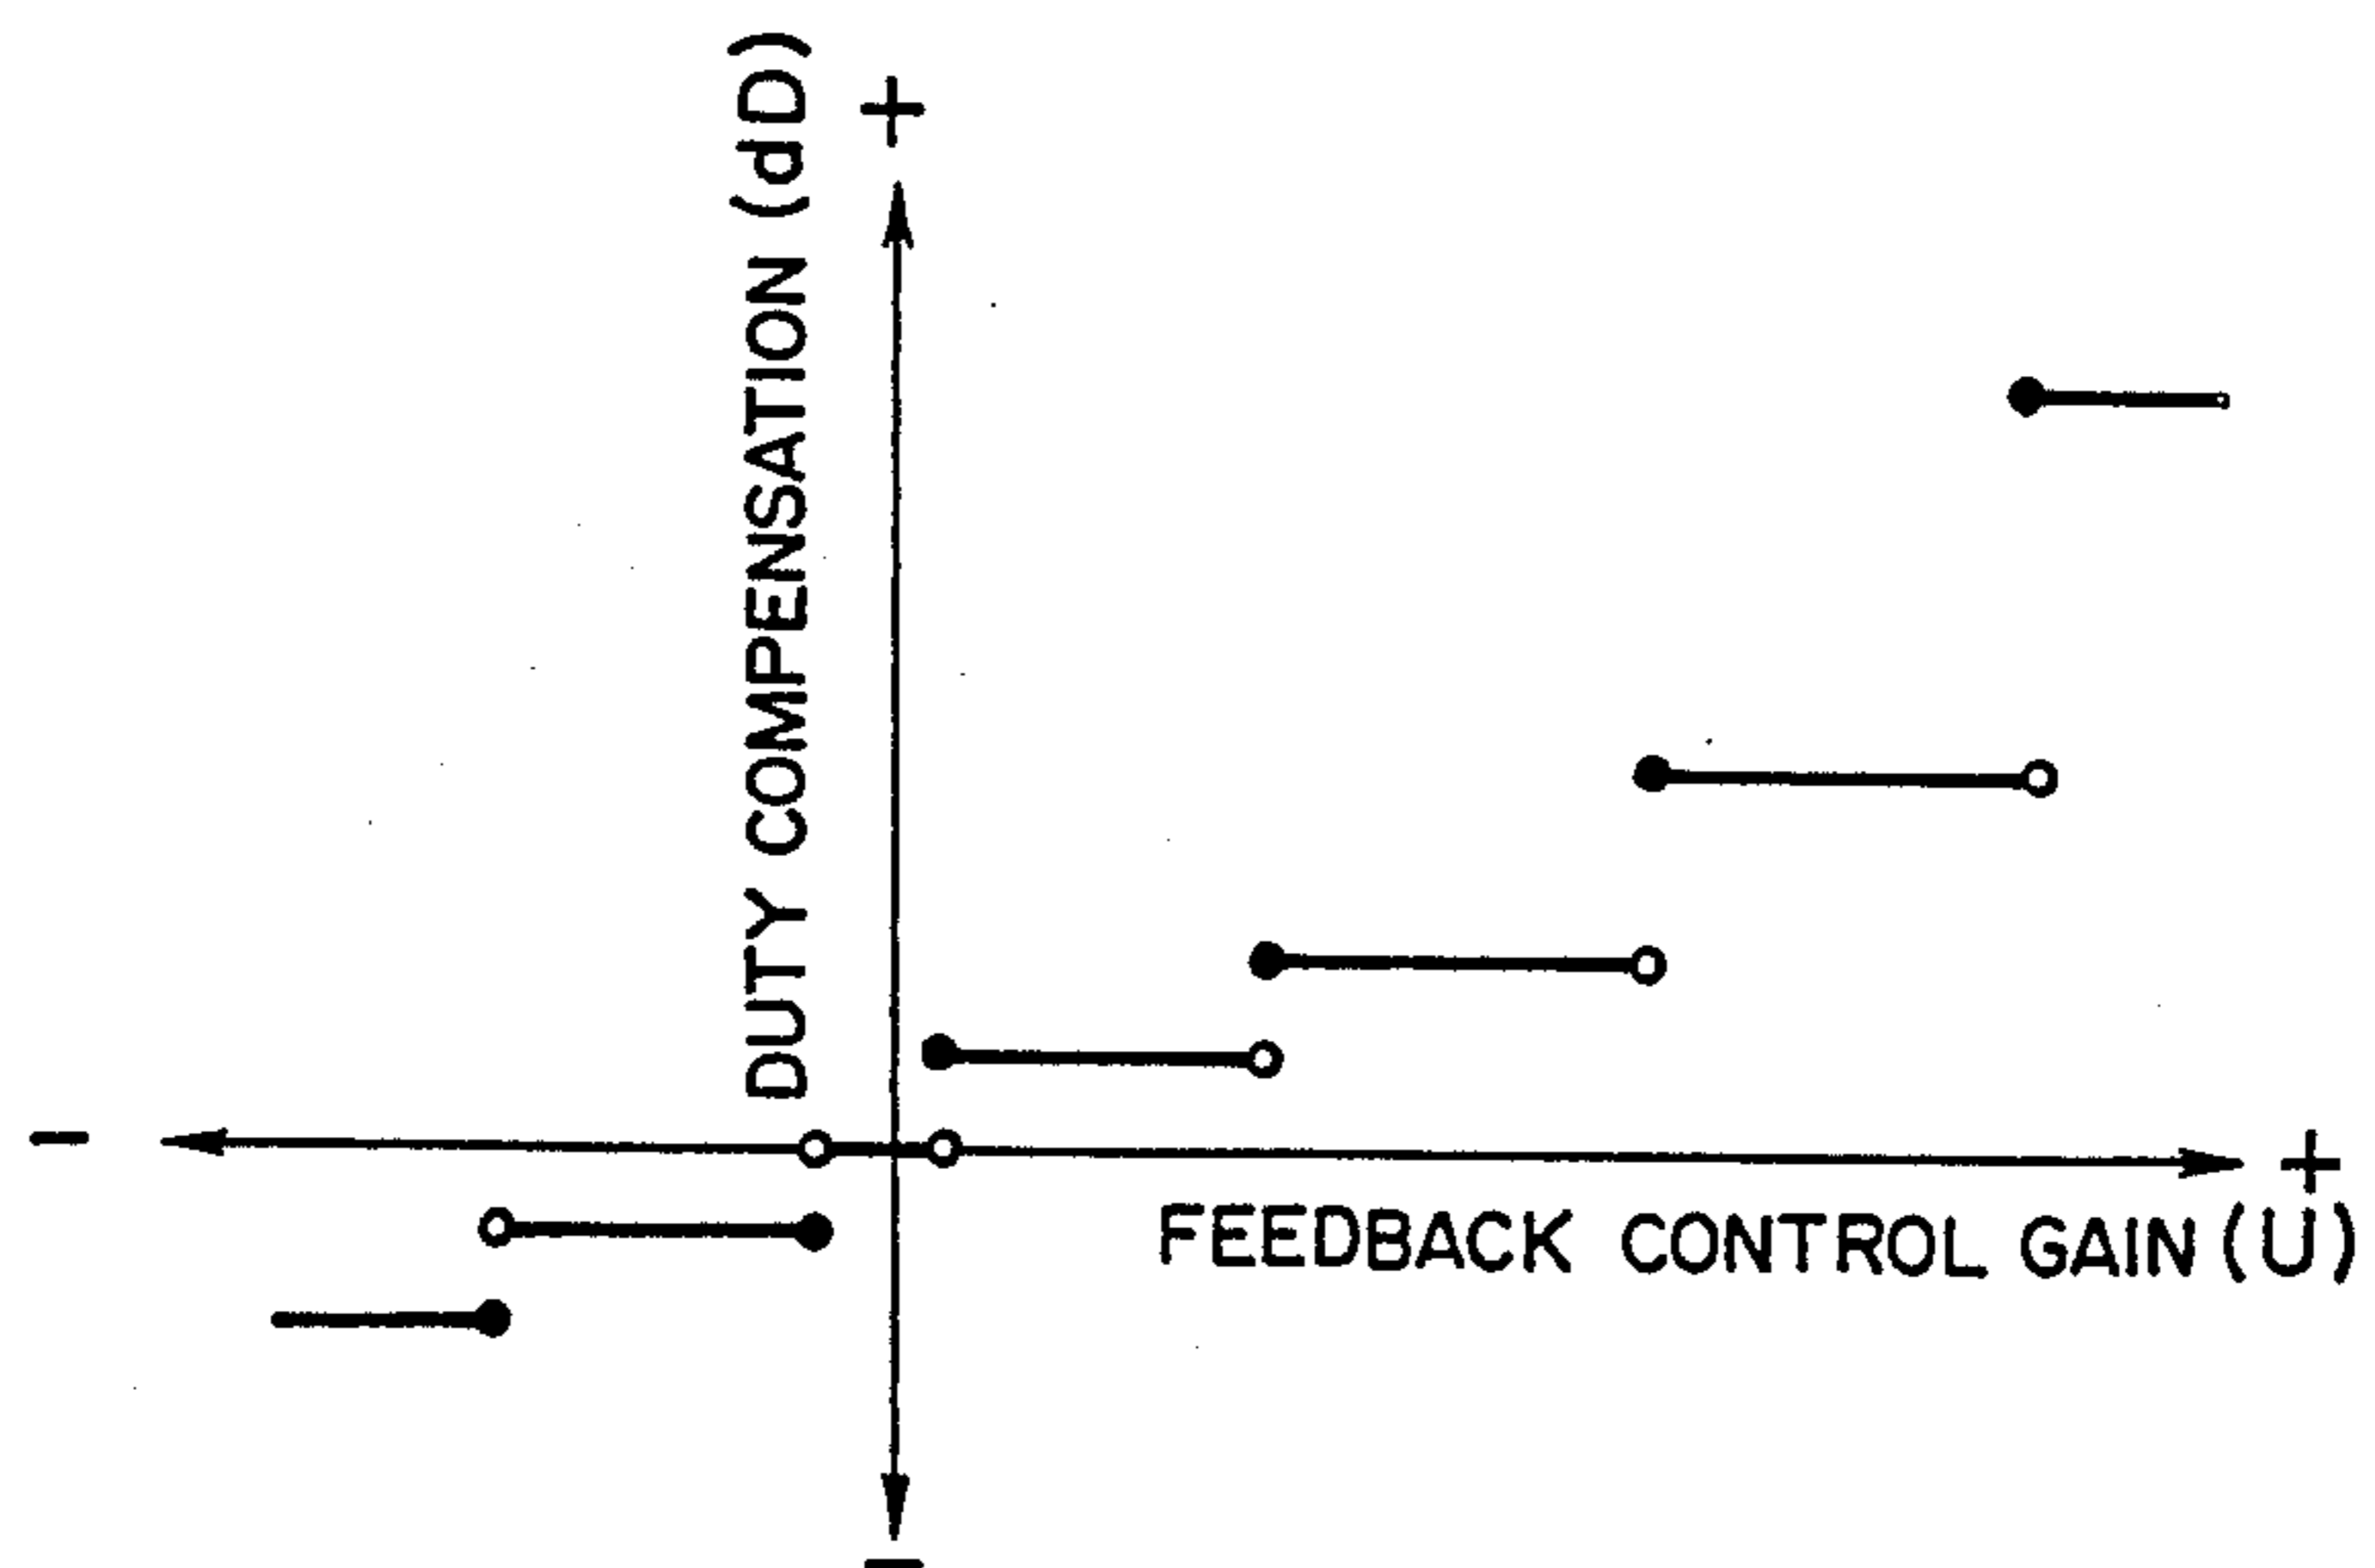 DUTY COMPENSATION (dD)
+
−
+
FEEDBACK CONTROL GAIN (U)
−